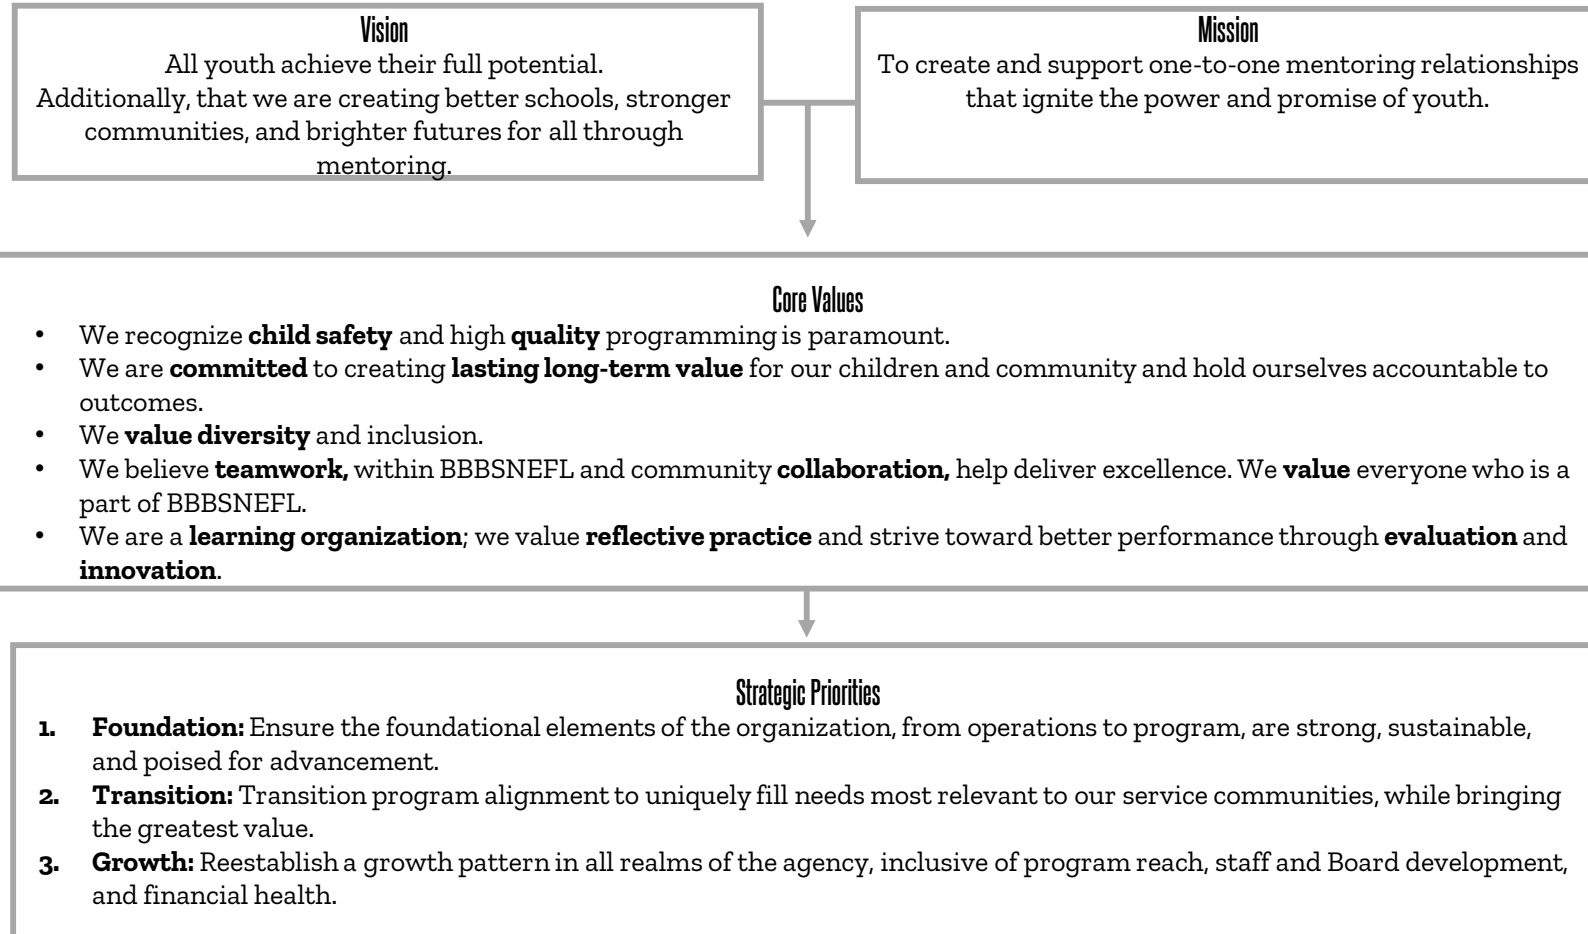 Vision
All youth achieve their full potential.
Additionally, that we are creating better schools, stronger
communities, and brighter futures for all through
mentoring.
Mission
To create and support one-to-one mentoring relationships
that ignite the power and promise of youth.
Core Values
• We recognize child safety and high quality programming is paramount.
• We are committed to creating lasting long-term value for our children and community and hold ourselves accountable to
outcomes.
• We value diversity and inclusion.
• We believe teamwork, within BBBSNEFL and community collaboration, help deliver excellence. We value everyone who is a
part of BBBSNEFL.
• We are a learning organization; we value reflective practice and strive toward better performance through evaluation and
innovation.
Strategic Priorities
1. Foundation: Ensure the foundational elements of the organization, from operations to program, are strong, sustainable,
and poised for advancement.
2. Transition: Transition program alignment to uniquely fill needs most relevant to our service communities, while bringing
the greatest value.
3. Growth: Reestablish a growth pattern in all realms of the agency, inclusive of program reach, staff and Board development,
and financial health.